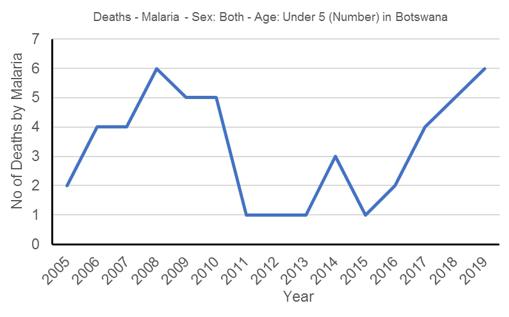 Deaths - Malaria - Sex: Both - Age: Under 5 (Number) in Botswana
No of Deaths by Malaria
7
6
5
4
3
2
1
0
2005 2006 2007 2008 2009 2010 2011 2012 2013 2014 2015 2016 2017 2018 2019
Year